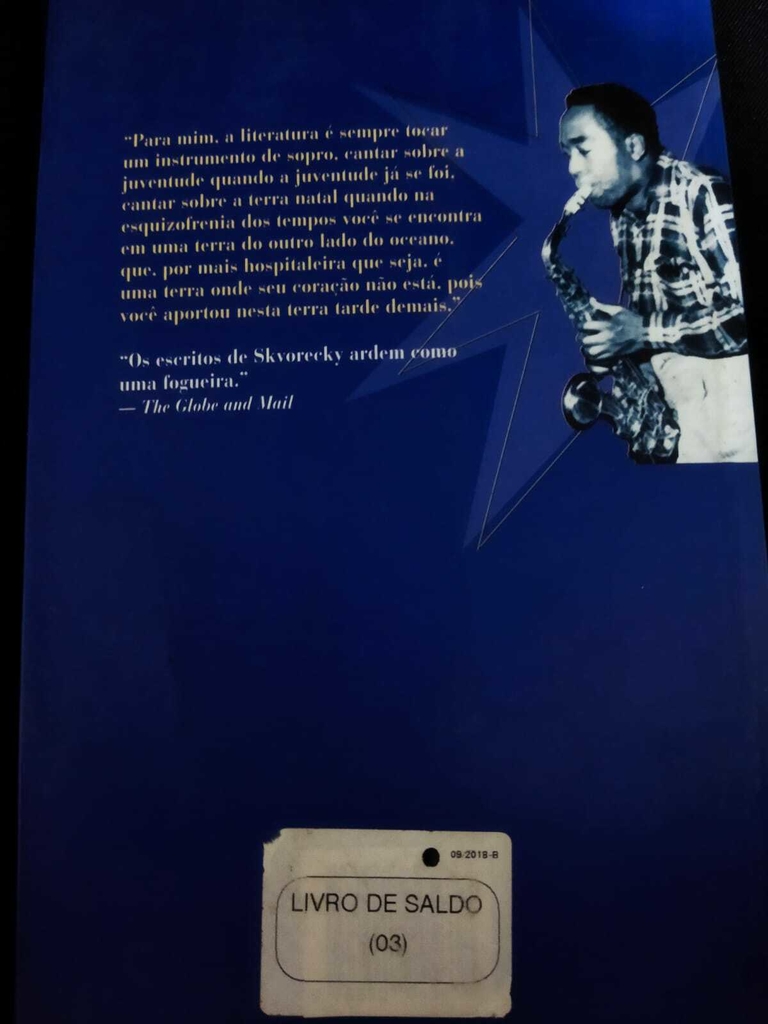 “Para mim, a literatura é sempre tocar
um instrumento de sopro, cantar sobre a
juventude quando a juventude já se foi,
cantar sobre a terra natal quando na
esquizofrenia dos tempos você se encontra
em uma terra do outro lado do oceano,
que, por mais hospitaleira que seja, é
uma terra onde seu coração não está, pois
você aportou nesta terra tarde demais.”
“Os escritos de Skvorecky ardem como
uma fogueira.”
— The Globe and Mail
09/2018-B
LIVRO DE SALDO
(03)